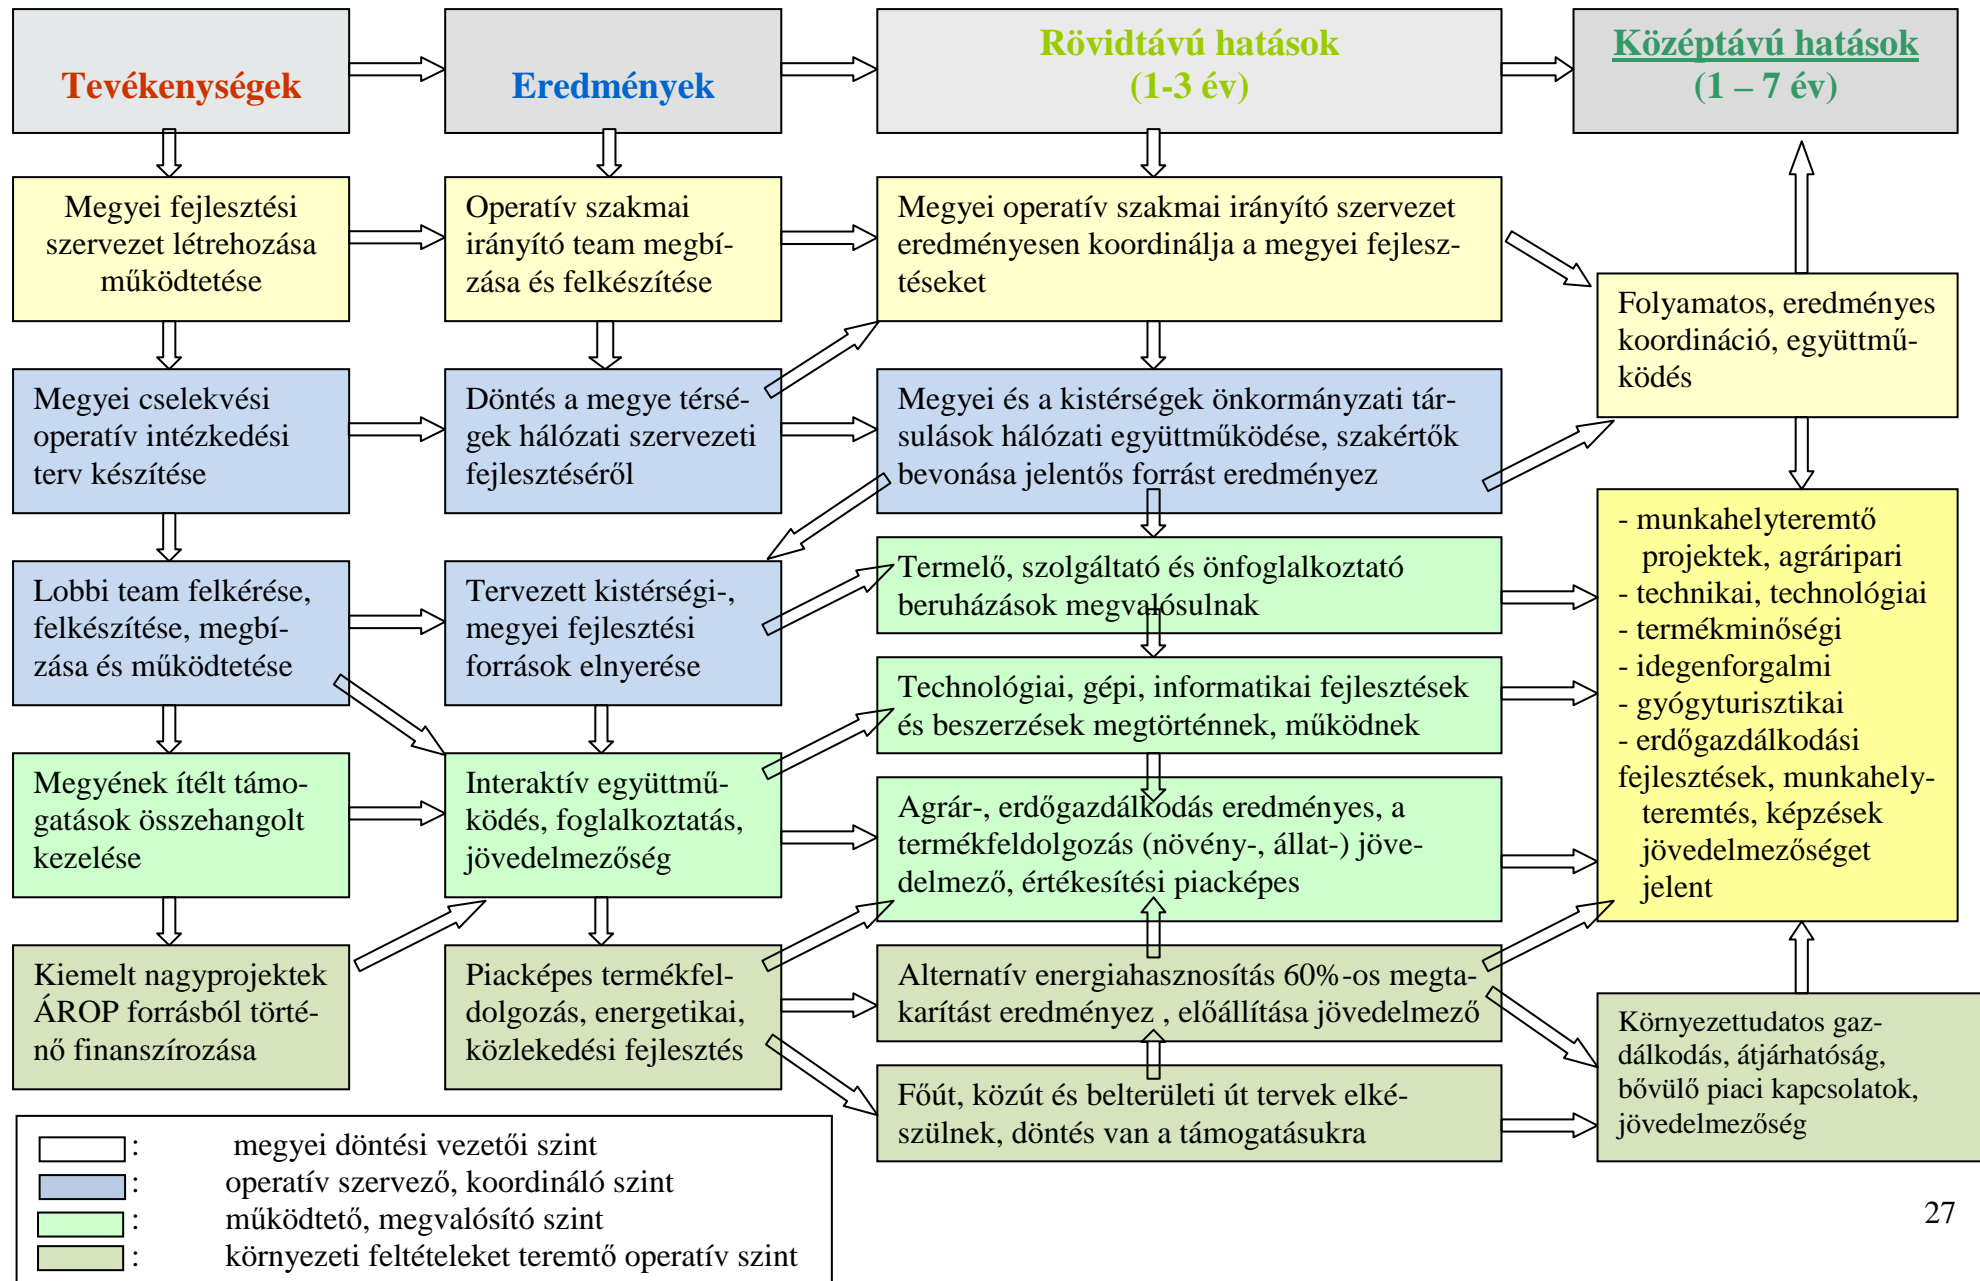 Tevékenységek
Eredmények
Rövidtávú hatások
(1-3 év)
Középtávú hatások
(1 – 7 év)
Megyei fejlesztési
szervezet létrehozása
működtetése
Operatív szakmai
irányító team megbí-
zása és felkészítése
Megyei operatív szakmai irányító szervezet
eredményesen koordinálja a megyei fejlesz-
téseket
Folyamatos, eredményes
koordináció, együttmű-
ködés
Megyei cselekvési
operatív intézkedési
terv készítése
Döntés a megye térsé-
gek hálózati szervezeti
fejlesztéséről
Megyei és a kistérségek önkormányzati tár-
sulások hálózati együttműködése, szakértők
bevonása jelentős forrást eredményez
- munkahelyteremtő
projektek, agráripari
- technikai, technológiai
- termékminőségi
- idegenforgalmi
- gyógyturisztikai
- erdőgazdálkodási
fejlesztések, munkahely-
teremtés, képzések
jövedelmezőséget
jelent
Lobbi team felkérése,
felkészítése, megbí-
zása és működtetése
Tervezett kistérségi-,
megyei fejlesztési
források elnyerése
Termelő, szolgáltató és önfoglalkoztató
beruházások megvalósulnak
Technológiai, gépi, informatikai fejlesztések
és beszerzések megtörténnek, működnek
Megyének ítélt támo-
gatások összehangolt
kezelése
Interaktív együttmű-
ködés, foglalkoztatás,
jövedelmezőség
Agrár-, erdőgazdálkodás eredményes, a
termékfeldolgozás (növény-, állat-) jöve-
delmező, értékesítési piacképes
Kiemelt nagyprojektek
ÁROP forrásból törté-
nő finanszírozása
Piacképes termékfel-
dolgozás, energetikai,
közlekedési fejlesztés
Alternatív energiahasznosítás 60%-os megta-
karítást eredményez , előállítása jövedelmező
Környezettudatos gaz-
dálkodás, átjárhatóság,
bővülő piaci kapcsolatok,
jövedelmezőség
Főút, közút és belterületi út tervek elké-
szülnek, döntés van a támogatásukra
: megyei döntési vezetői szint
: operatív szervező, koordináló szint
: működtető, megvalósító szint
: környezeti feltételeket teremtő operatív szint
27